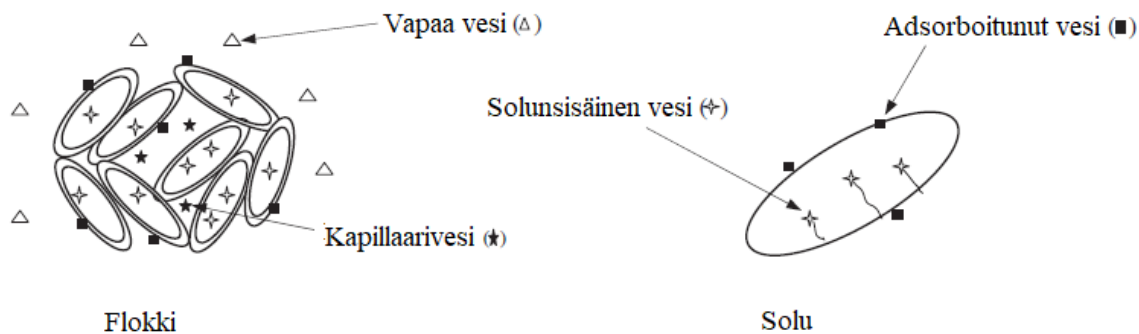 Vapaa vesi (△)
Adsorboitunut vesi (■)
Solunsisäinen vesi (✧)
Kapillaarivesi (★)
Flokki
Solu